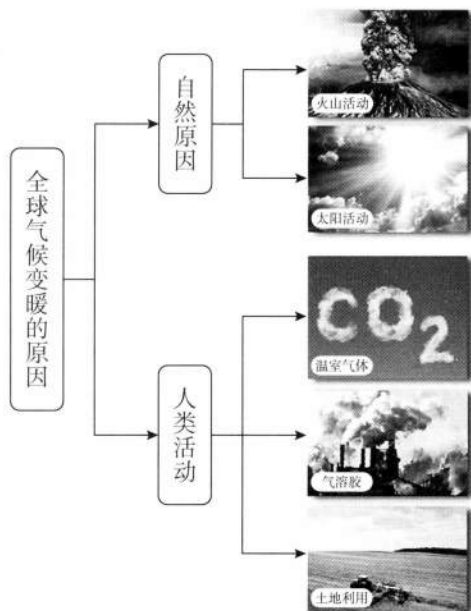 全球气候变暖的原因
自然原因
火山活动
太阳活动
人类活动
CO2
温室气体
气溶胶
土地利用